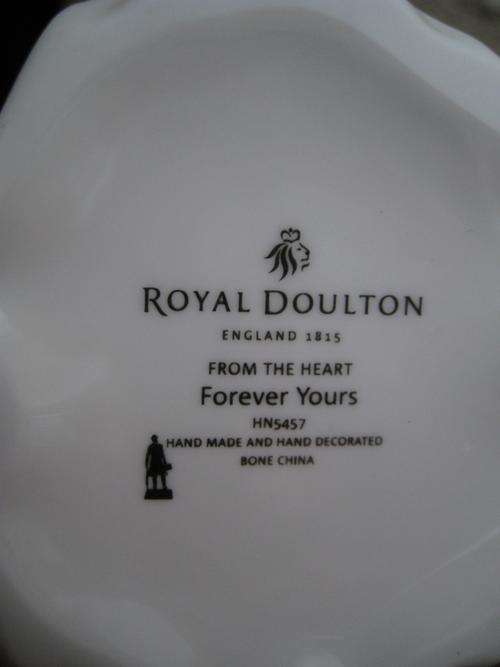 ROYAL DOULTON
ENGLAND 1815
FROM THE HEART
Forever Yours
HN5457
HAND MADE AND HAND DECORATED
BONE CHINA